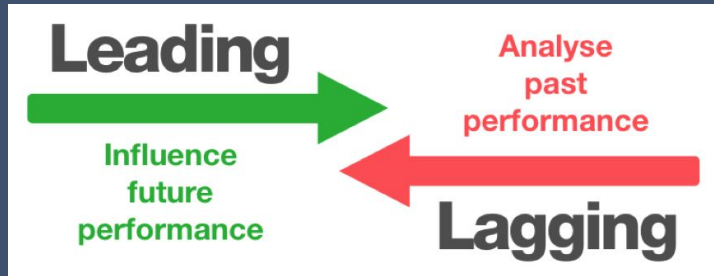 Leading
Influence
future
performance
Analyse
past
performance
Lagging